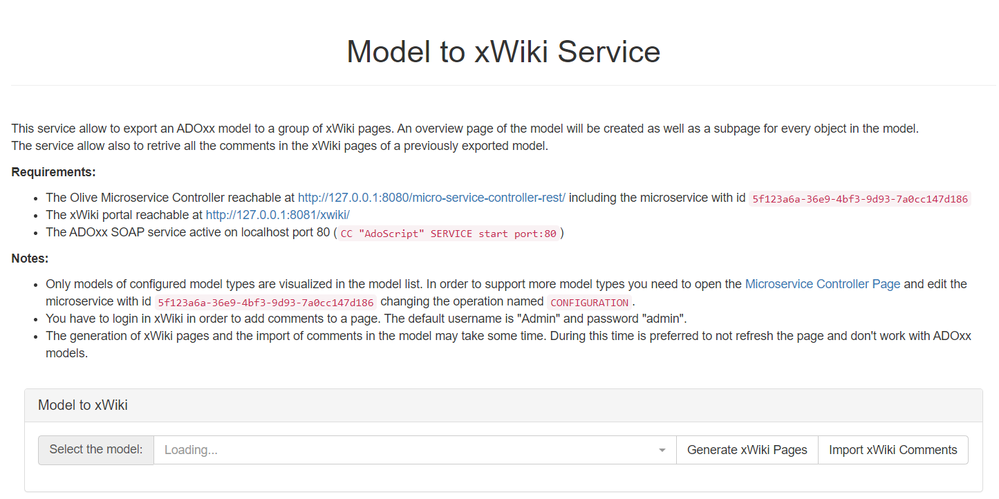 Model to xWiki Service
This service allow to export an ADOxx model to a group of xWiki pages. An overview page of the model will be created as well as a subpage for every object in the model.
The service allow also to retrive all the comments in the xWiki pages of a previously exported model.
Requirements:
The Olive Microservice Controller reachable at http://127.0.0.1:8080/micro-service-controller-rest/ including the microservice with id 5f123a6a-36e9-4bf3-9d93-7a0cc147d186
The xWiki portal reachable at http://127.0.0.1:8081/xwiki/
The ADOxx SOAP service active on localhost port 80 ( CC "AdoScript" SERVICE start port:80 )
Notes:
Only models of configured model types are visualized in the model list. In order to support more model types you need to open the Microservice Controller Page and edit the
microservice with id 5f123a6a-36e9-4bf3-9d93-7a0cc147d186 changing the operation named CONFIGURATION .
You have to login in xWiki in order to add comments to a page. The default username is "Admin" and password "admin".
The generation of xWiki pages and the import of comments in the model may take some time. During this time is preferred to not refresh the page and don't work with ADOxx
models.
Model to xWiki
Select the model: Loading... Generate xWiki Pages Import xWiki Comments